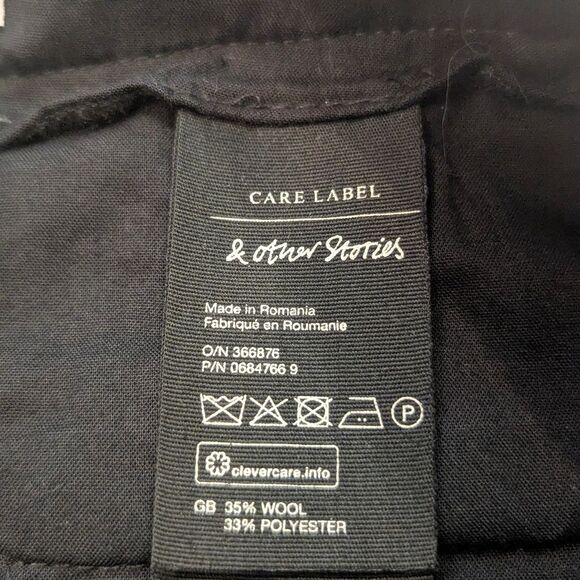 CARE LABEL
& other Stories
Made in Romania
Fabriqué en Roumanie
O/N 366876
P/N 0684766 9
P
clevercare.info
GB 35% WOOL
33% POLYESTER